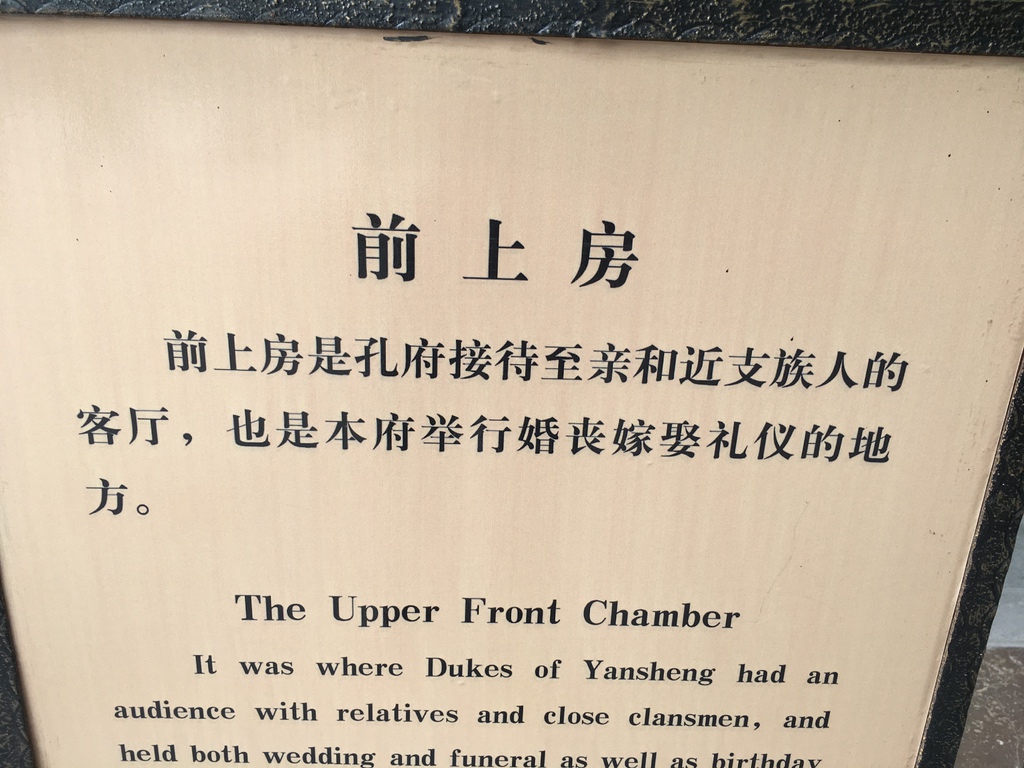 前上房
前上房是孔府接待至亲和近支族人的
客厅，也是本府举行婚丧嫁娶礼仪的地
方。
The Upper Front Chamber
It was where Dukes of Yansheng had an
audience with relatives and close clansmen, and
held both wedding and funeral as well as birthday